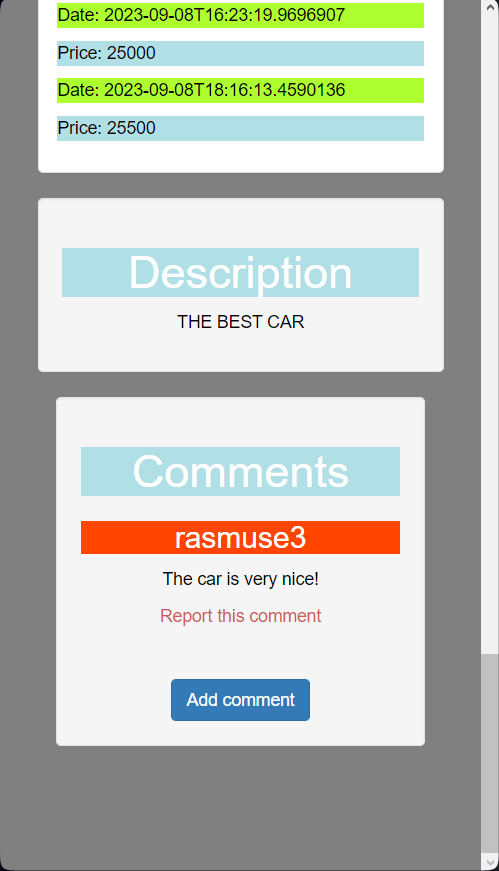 Date: 2023-09-08T16:23:19.9696907
Price: 25000
Date: 2023-09-08T18:16:13.4590136
Price: 25500
Description
THE BEST CAR
Comments
rasmuse3
The car is very nice!
Report this comment
Add comment